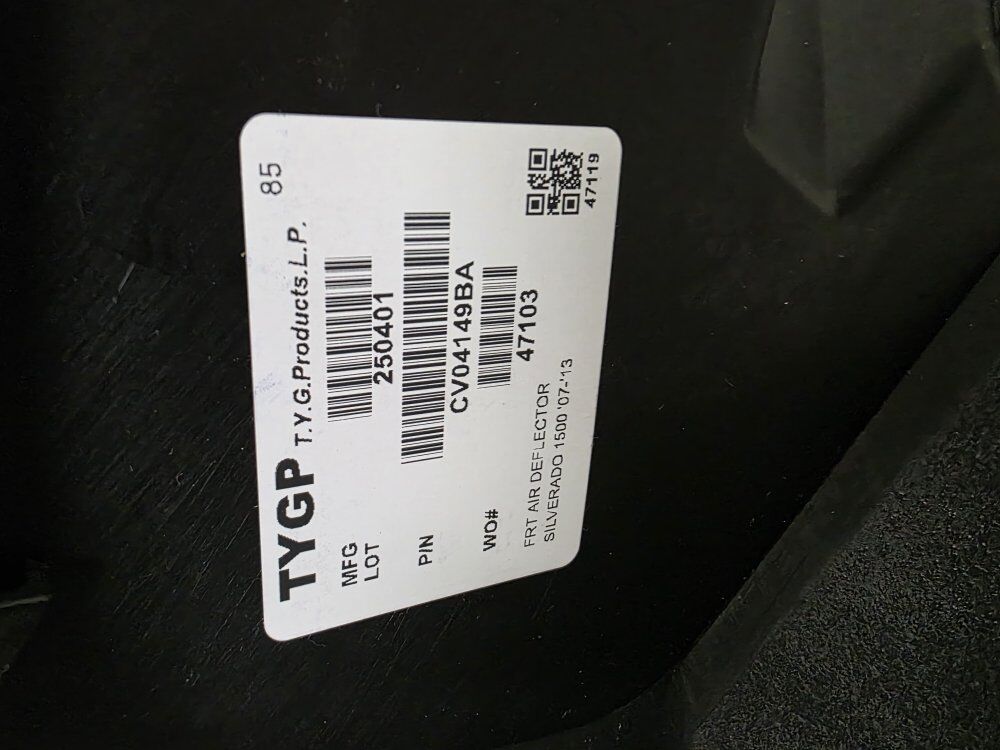 85
TYGP T.Y.G.Products.L.P.
MFG
LOT
250401
P/N
CV04149BA
WO#
47103
FRT AIR DEFLECTOR
SILVERADO 1500 '07-'13
47119